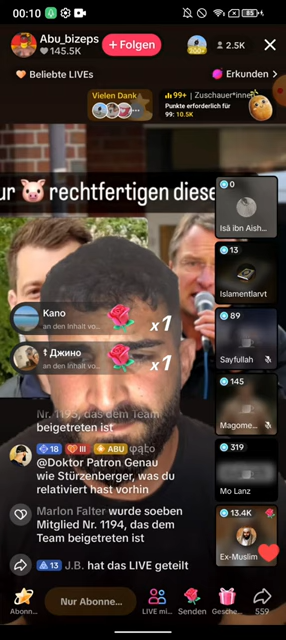 00:10
85
Abu_bizeps
145.5K
+ Folgen
2.5K
Beliebte LIVEs
Erkunden >
Vielen Dank
99+ | Zuschauer*inne
Punkte erforderlich für
99: 10.5K
ur 🐷 rechtfertigen diese
0
Isā ibn Aish...
13
Islamentlarvt
Kano
an den Inhalt vo...
x1
89
Sayfullah
Джино
an den Inhalt vo...
x1
145
Magome...
Nr. 1193, das dem Team
beigetreten ist
18 III ABU φąţο
@Doktor Patron Genau
wie Stürzenberger, was du
relativiert hast vorhin
319
Mo Lanz
Marlon Falter wurde soeben
Mitglied Nr. 1194, das dem
Team beigetreten ist
13.4K
Ex-Muslim
13 J.B. hat das LIVE geteilt
Abonn...
Nur Abonne...
LIVE mi...
Senden
Gesche...
559